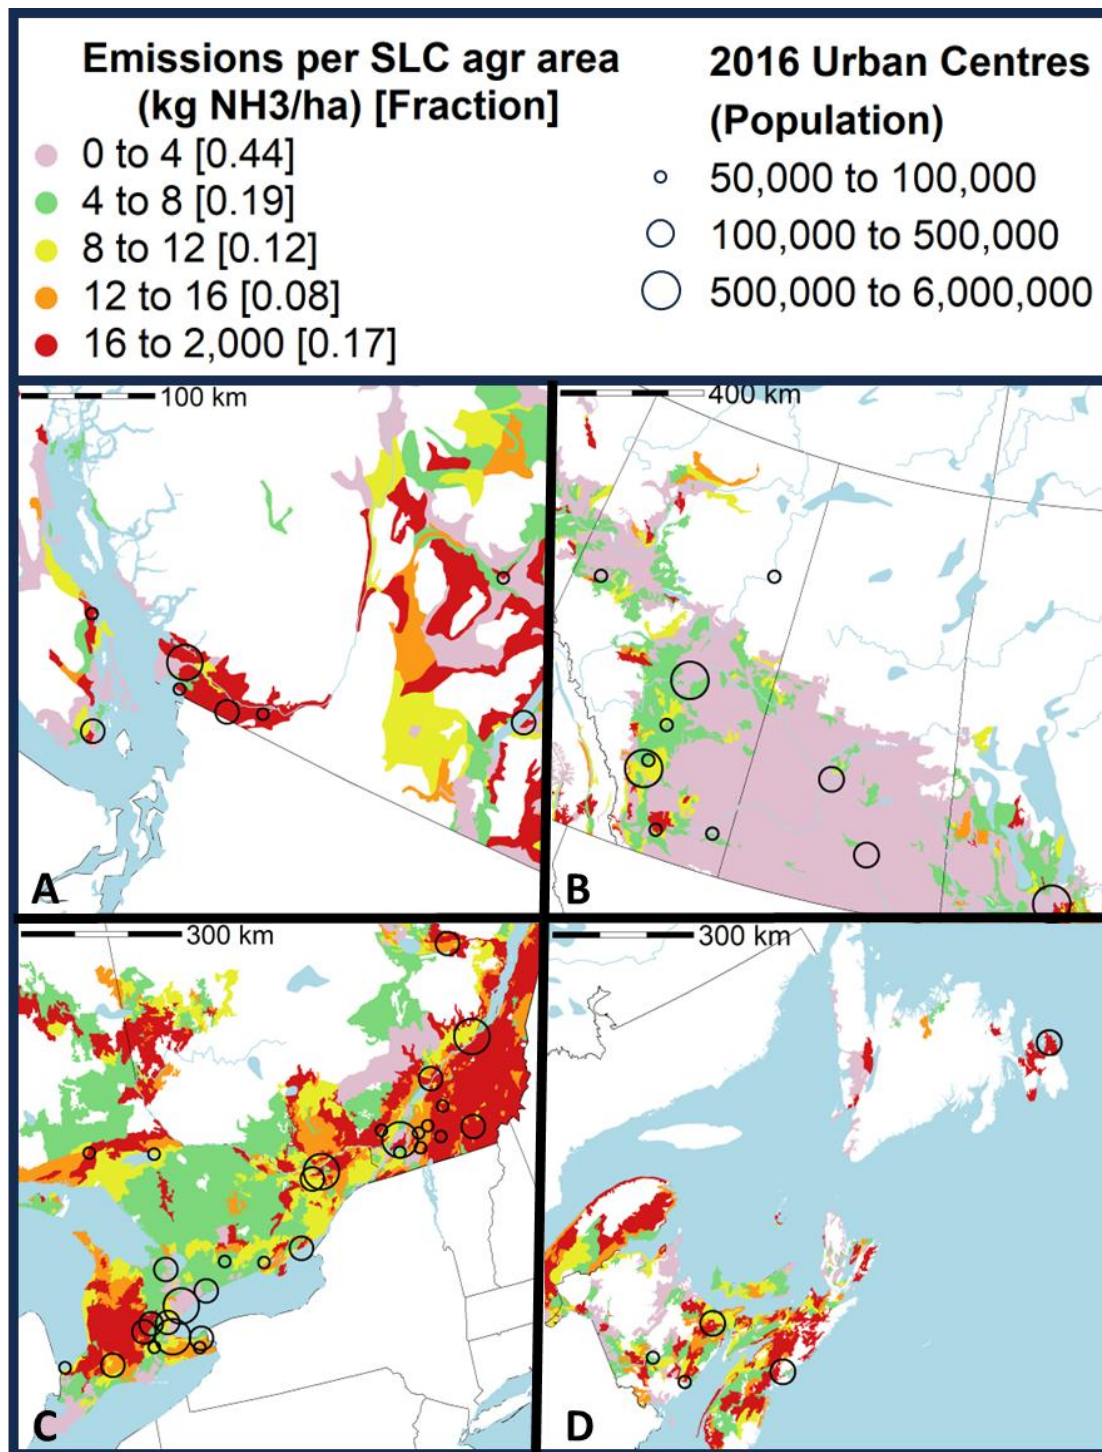 Emissions per SLC agr area
(kg NH3/ha) [Fraction]
0 to 4 [0.44]
4 to 8 [0.19]
8 to 12 [0.12]
12 to 16 [0.08]
16 to 2,000 [0.17]
2016 Urban Centres
(Population)
50,000 to 100,000
100,000 to 500,000
500,000 to 6,000,000
100 km
A
400 km
B
300 km
C
300 km
D